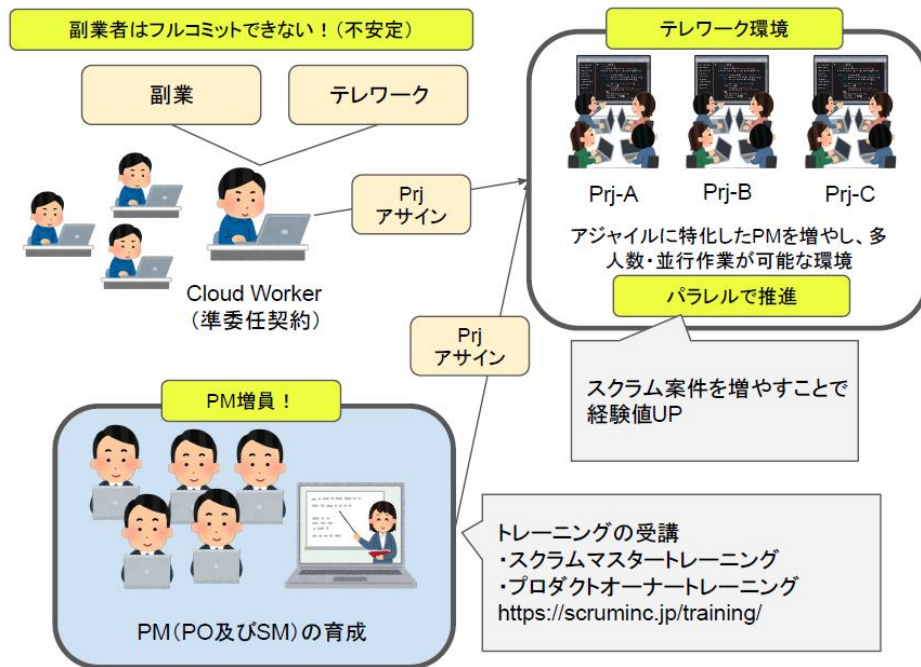 副業者はフルコミットできない！（不安定）
副業
テレワーク
Cloud Worker
（準委任契約）
Prj
アサイン
テレワーク環境
Prj-A
Prj-B
Prj-C
アジャイルに特化したPMを増やし、多
人数・並行作業が可能な環境
パラレルで推進
スクラム案件を増やすことで
経験値UP
Prj
アサイン
PM増員！
PM（PO及びSM）の育成
トレーニングの受講
・スクラムマスタートレーニング
・プロダクトオーナートレーニング
https://scruminc.jp/training/